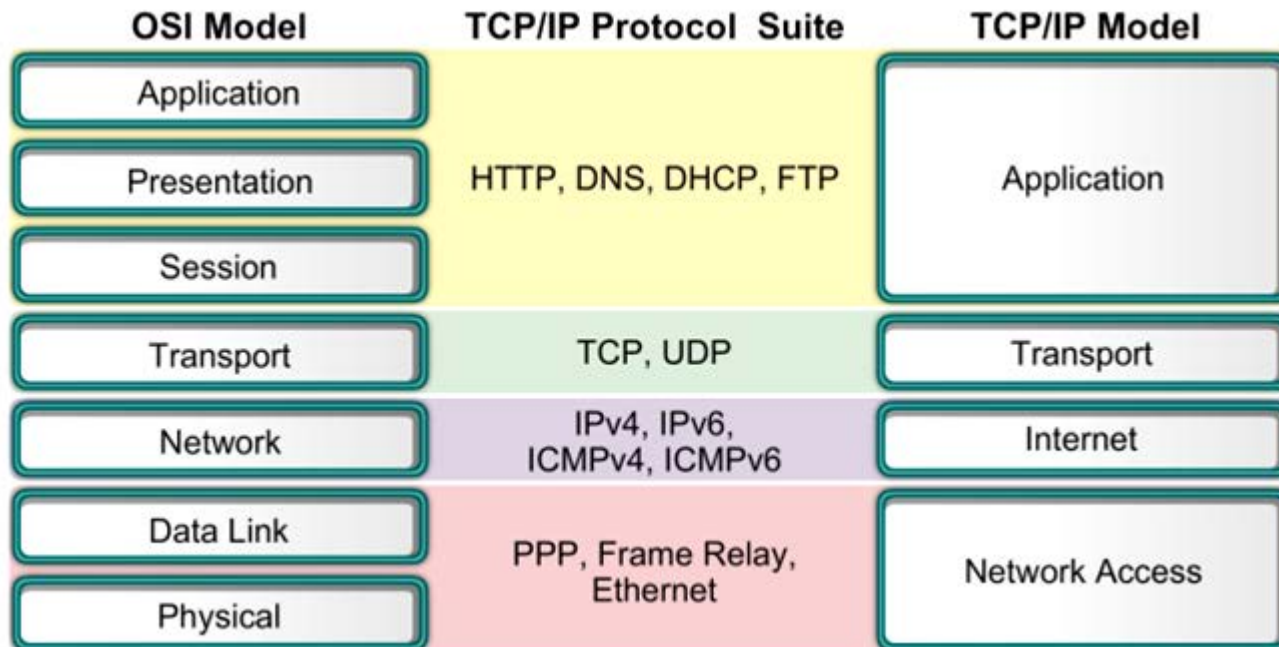 OSI Model
TCP/IP Protocol Suite
TCP/IP Model
Application
Presentation
Session
HTTP, DNS, DHCP, FTP
Application
Transport
TCP, UDP
Transport
Network
IPv4, IPv6,
ICMPv4, ICMPv6
Internet
Data Link
Physical
PPP, Frame Relay,
Ethernet
Network Access